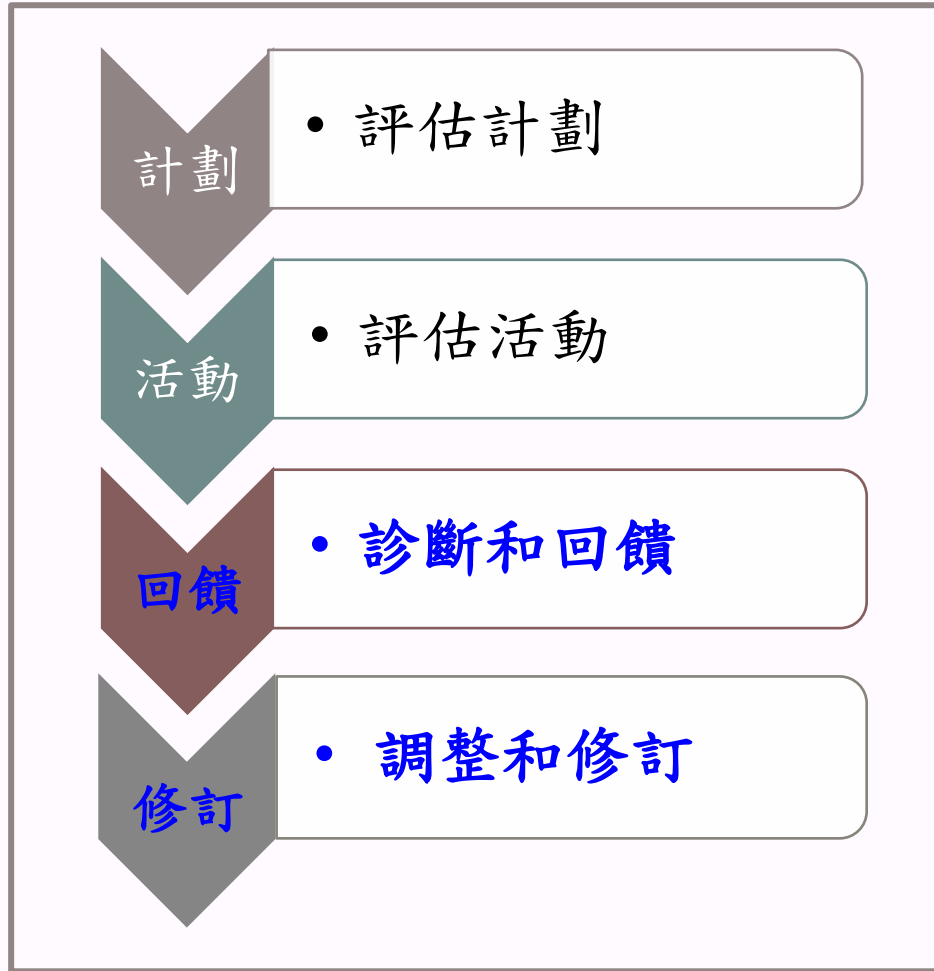 計劃
• 評估計劃
活動
• 評估活動
回饋
• 診斷和回饋
修訂
• 調整和修訂